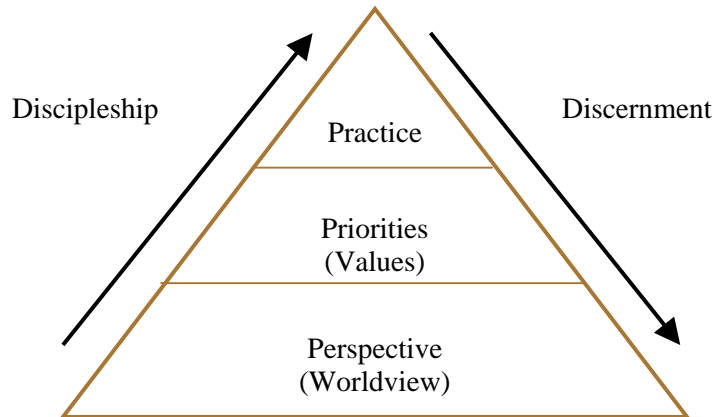 Discipleship
Discernment
Practice
Priorities
(Values)
Perspective
(Worldview)